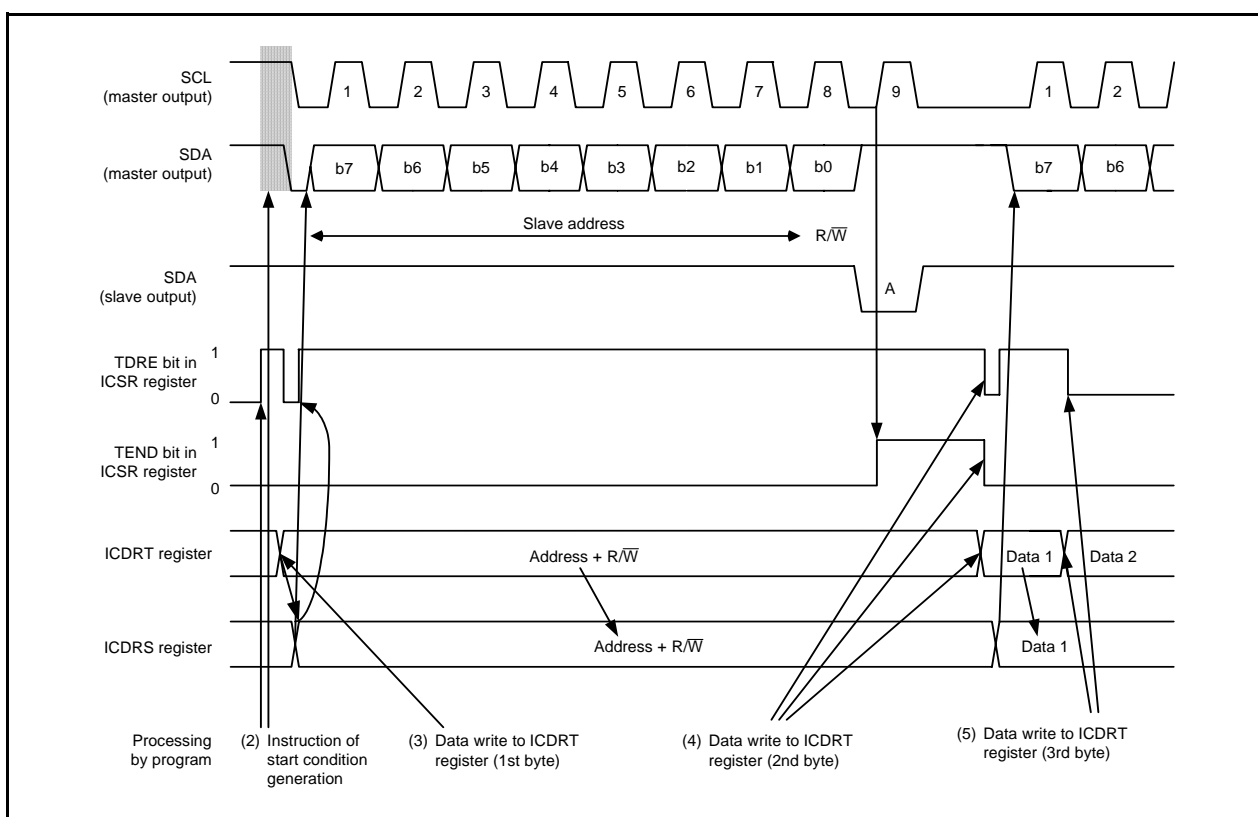 SCL
(master output)
1 2 3 4 5 6 7 8 9 1 2
SDA
(master output)
b7 b6 b5 b4 b3 b2 b1 b0 b7 b6
Slave address R/W̅
SDA
(slave output)
A
TDRE bit in
ICSR register
1
0
TEND bit in
ICSR register
1
0
ICDRT register
Address + R/W̅ Data 1 Data 2
ICDRS register
Address + R/W̅ Data 1
Processing
by program
(2) Instruction of
start condition
generation
(3) Data write to ICDRT
register (1st byte)
(4) Data write to ICDRT
register (2nd byte)
(5) Data write to ICDRT
register (3rd byte)